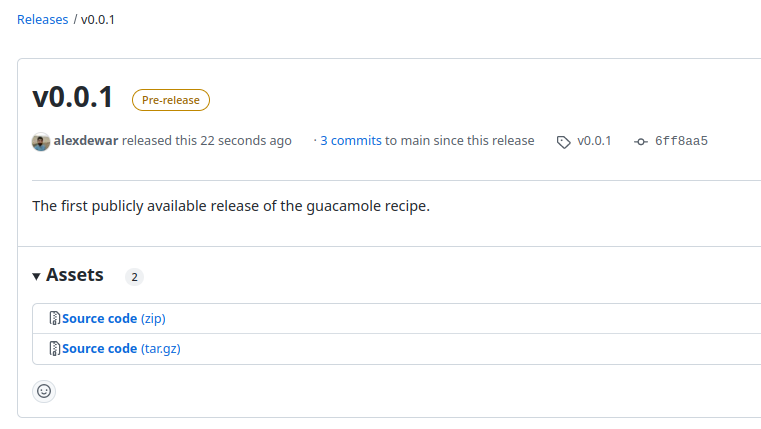 Releases / v0.0.1
v0.0.1 Pre-release
alexdewar released this 22 seconds ago · 3 commits to main since this release v0.0.1 6ff8aa5
The first publicly available release of the guacamole recipe.
Assets 2
Source code (zip)
Source code (tar.gz)